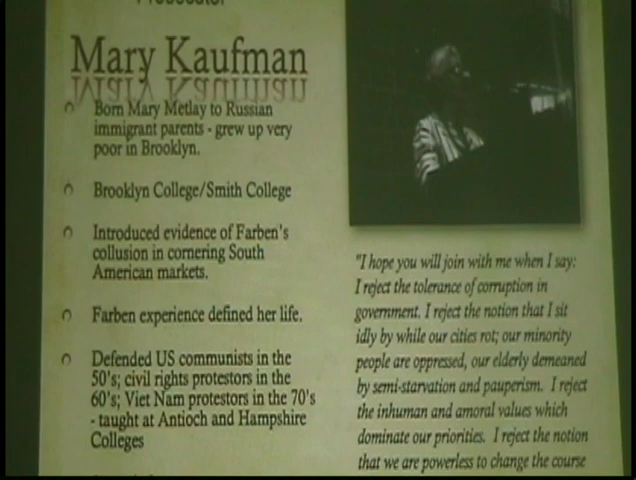 Prosecutor
Mary Kaufman
Born Mary Metlay to Russian
immigrant parents - grew up very
poor in Brooklyn.
Brooklyn College/Smith College
Introduced evidence of Farben's
collusion in cornering South
American markets.
Farben experience defined her life.
Defended US communists in the
50's; civil rights protestors in the
60's; Viet Nam protestors in the 70's
- taught at Antioch and Hampshire
Colleges
"I hope you will join with me when I say:
I reject the tolerance of corruption in
government. I reject the notion that I sit
idly by while our cities rot; our minority
people are oppressed, our elderly demeaned
by semi-starvation and pauperism. I reject
the inhuman and amoral values which
dominate our priorities. I reject the notion
that we are powerless to change the course